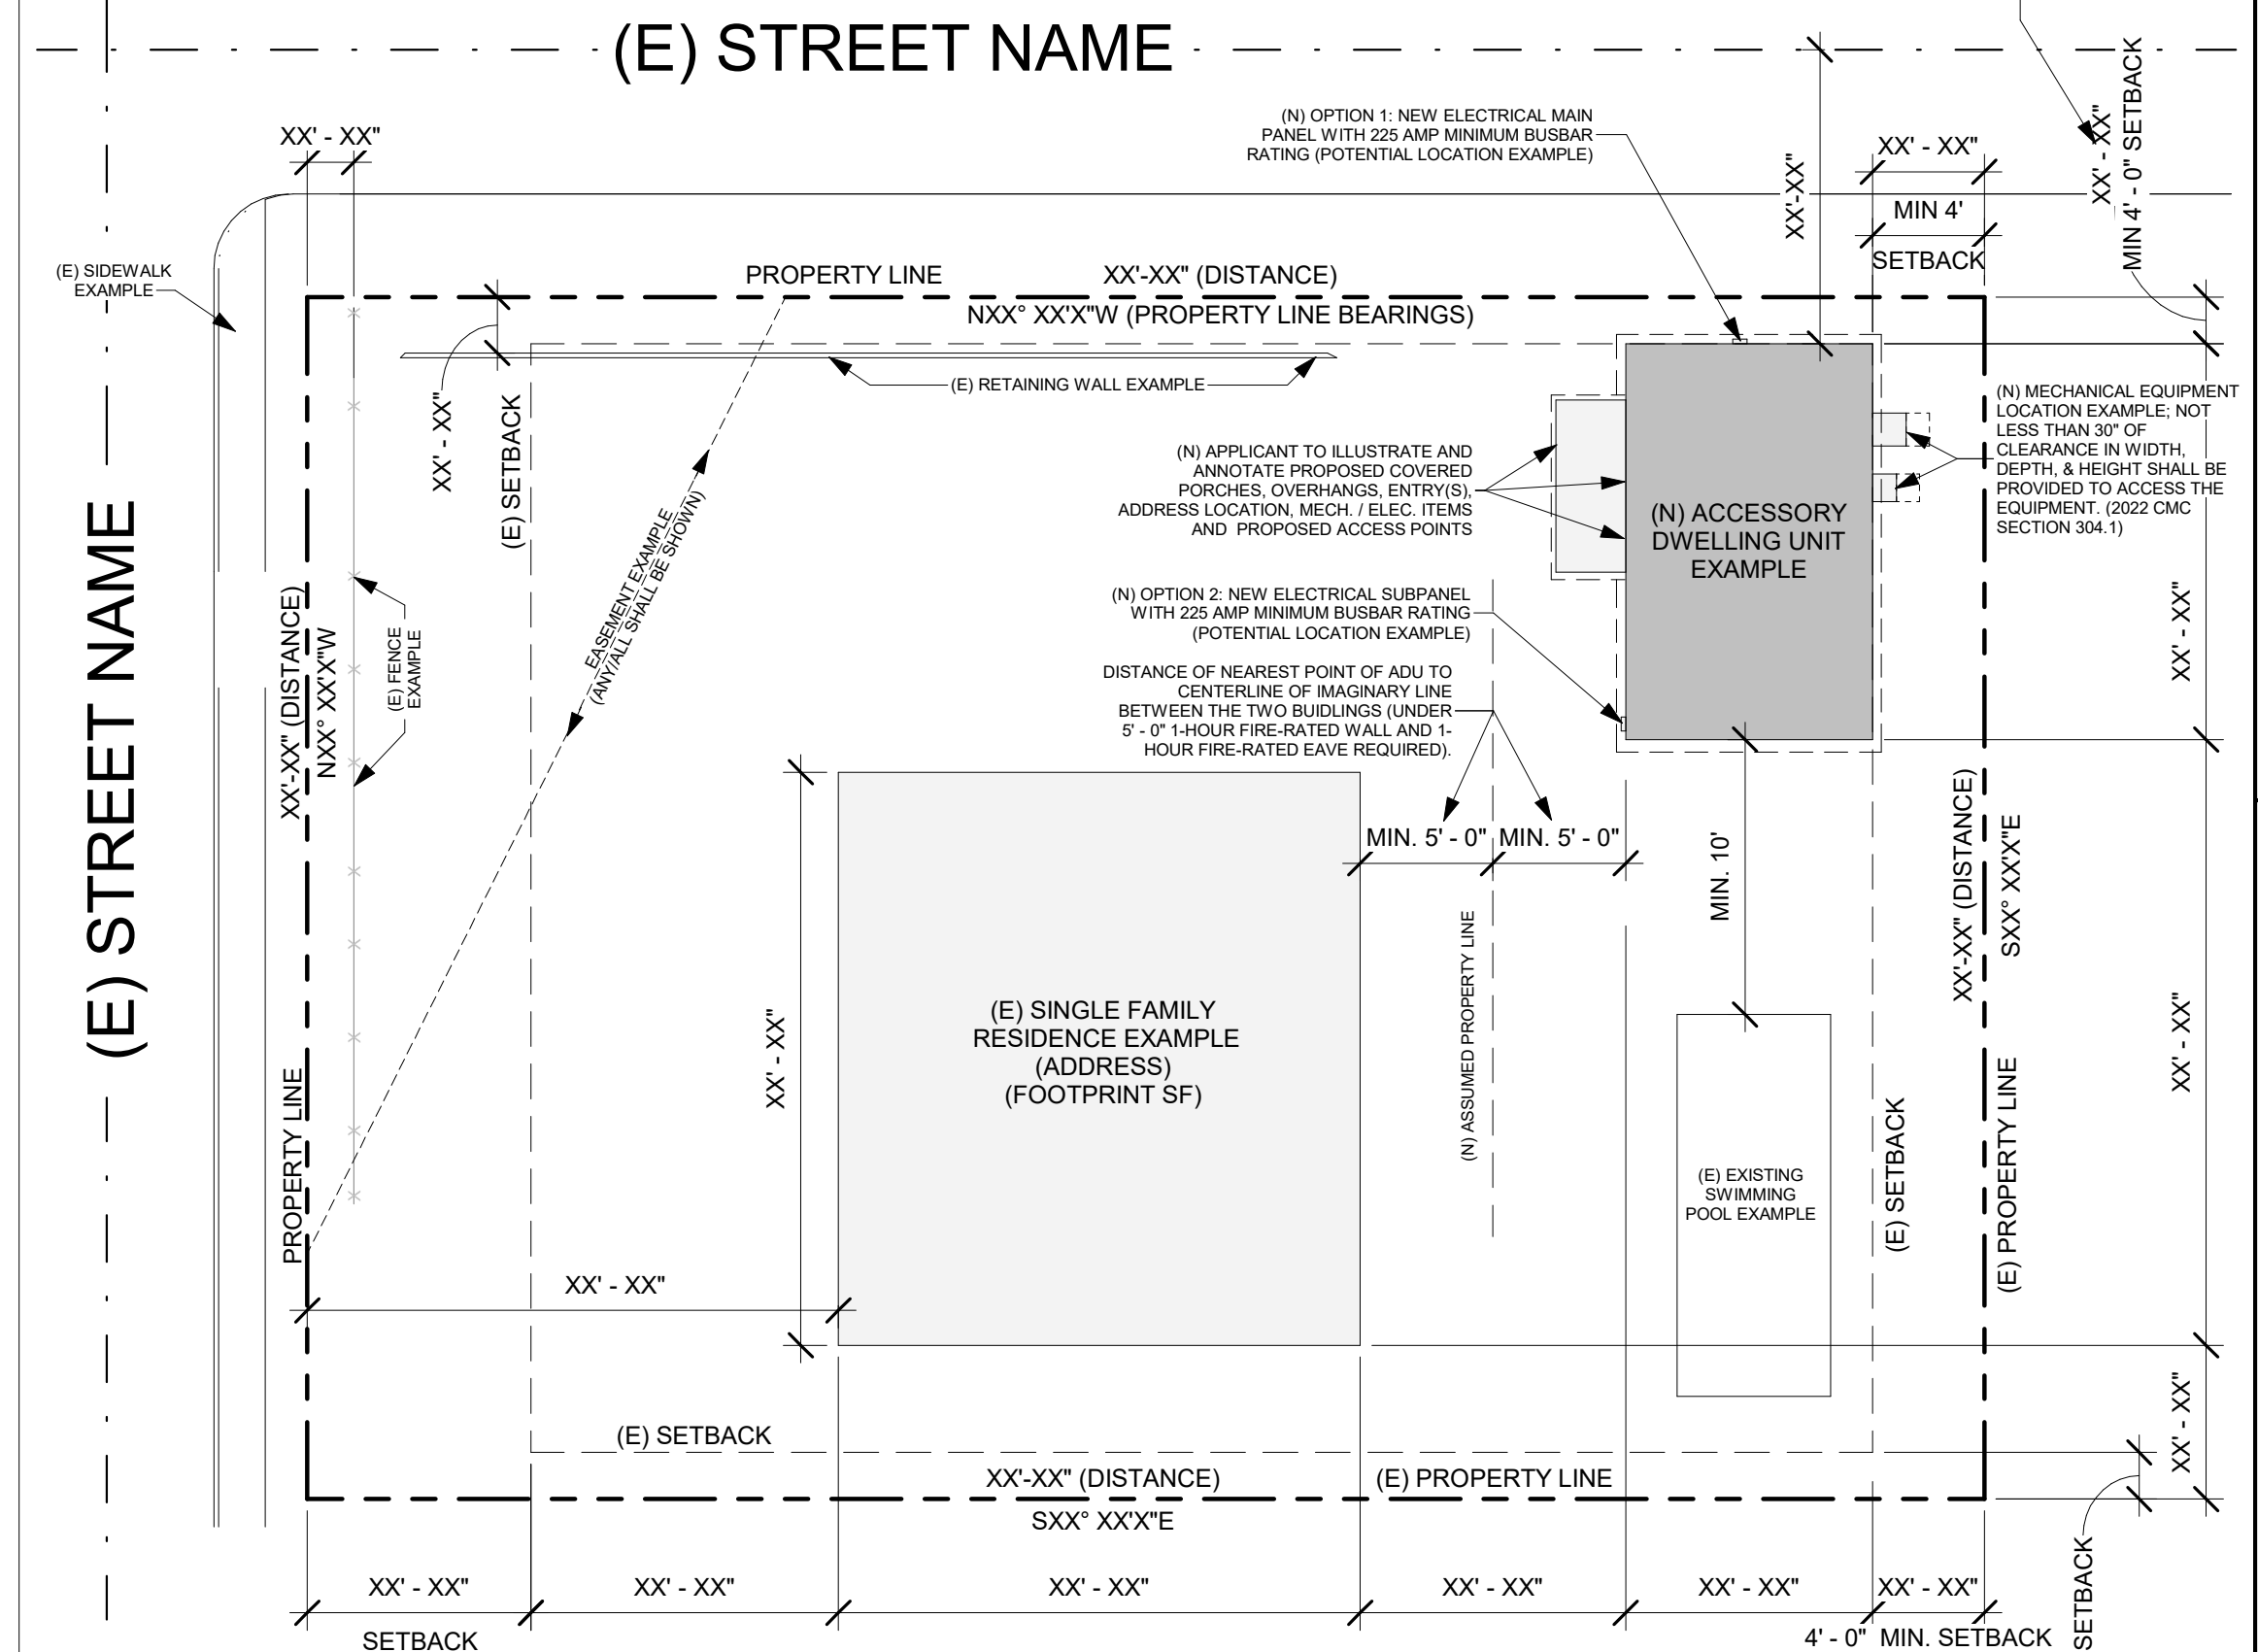 (E) STREET NAME
XX' - XX"
(N) OPTION 1: NEW ELECTRICAL MAIN
PANEL WITH 225 AMP MINIMUM BUSBAR
RATING (POTENTIAL LOCATION EXAMPLE)
XX'-XX"
XX' - XX"
MIN 4'
SETBACK
XX' - XX"
MIN 4' - 0" SETBACK
(E) SIDEWALK
EXAMPLE
PROPERTY LINE
XX'-XX" (DISTANCE)
NXX° XX'X"W (PROPERTY LINE BEARINGS)
XX' - XX"
(E) SETBACK
(E) RETAINING WALL EXAMPLE
(N) MECHANICAL EQUIPMENT
LOCATION EXAMPLE; NOT
LESS THAN 30" OF
CLEARANCE IN WIDTH,
DEPTH, & HEIGHT SHALL BE
PROVIDED TO ACCESS THE
EQUIPMENT. (2022 CMC
SECTION 304.1)
(N) APPLICANT TO ILLUSTRATE AND
ANNOTATE PROPOSED COVERED
PORCHES, OVERHANGS, ENTRY(S),
ADDRESS LOCATION, MECH. / ELEC. ITEMS
AND PROPOSED ACCESS POINTS
(N) ACCESSORY
DWELLING UNIT
EXAMPLE
(E) STREET NAME
XX'-XX" (DISTANCE)
NXX° XX'X"W
(E) FENCE
EXAMPLE
EASEMENT EXAMPLE
(ANY/ALL SHALL BE SHOWN)
(N) OPTION 2: NEW ELECTRICAL SUBPANEL
WITH 225 AMP MINIMUM BUSBAR RATING
(POTENTIAL LOCATION EXAMPLE)
XX' - XX"
DISTANCE OF NEAREST POINT OF ADU TO
CENTERLINE OF IMAGINARY LINE
BETWEEN THE TWO BUIDLINGS (UNDER
5' - 0" 1-HOUR FIRE-RATED WALL AND 1-
HOUR FIRE-RATED EAVE REQUIRED).
MIN. 5' - 0"
MIN. 5' - 0"
MIN. 10'
XX'-XX" (DISTANCE)
SXX° XX'X"E
(N) ASSUMED PROPERTY LINE
XX' - XX"
(E) SINGLE FAMILY
RESIDENCE EXAMPLE
(ADDRESS)
(FOOTPRINT SF)
XX' - XX"
PROPERTY LINE
(E) EXISTING
SWIMMING
POOL EXAMPLE
(E) SETBACK
(E) PROPERTY LINE
XX' - XX"
(E) SETBACK
XX' - XX"
XX'-XX" (DISTANCE)
(E) PROPERTY LINE
SXX° XX'X"E
SETBACK
XX' - XX"
XX' - XX"
XX' - XX"
XX' - XX"
XX' - XX"
XX' - XX"
SETBACK
4' - 0" MIN. SETBACK